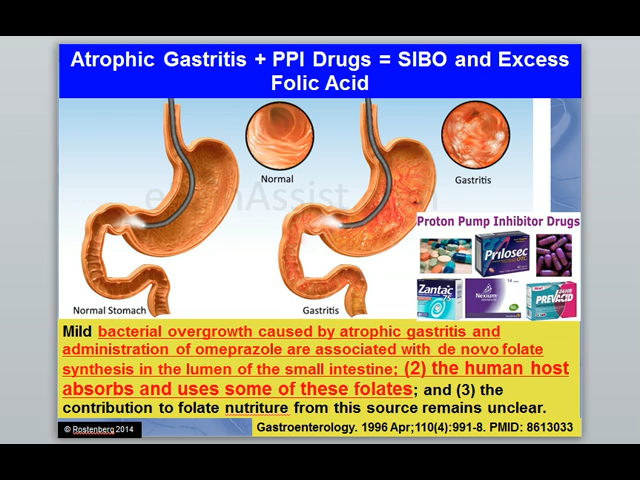 Atrophic Gastritis + PPI Drugs = SIBO and Excess
Folic Acid
Normal
Gastritis
Normal Stomach
Gastritis
Proton Pump Inhibitor Drugs
Prilosec
OTC
Zantac
75
Nexium
PREVACID
Mild bacterial overgrowth caused by atrophic gastritis and
administration of omeprazole are associated with de novo folate
synthesis in the lumen of the small intestine; (2) the human host
absorbs and uses some of these folates; and (3) the
contribution to folate nutriture from this source remains unclear.
© Rostenberg 2014
Gastroenterology. 1996 Apr;110(4):991-8. PMID: 8613033